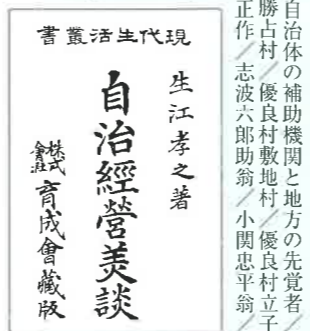 自治体の補助機関と地方の先覚者／
勝占村／優良村敷地村／優良村立子
正作／志波六郎助翁／小関忠平翁／
書叢活生代現
生江孝之著
自治經營美談
株式會社育成會藏版